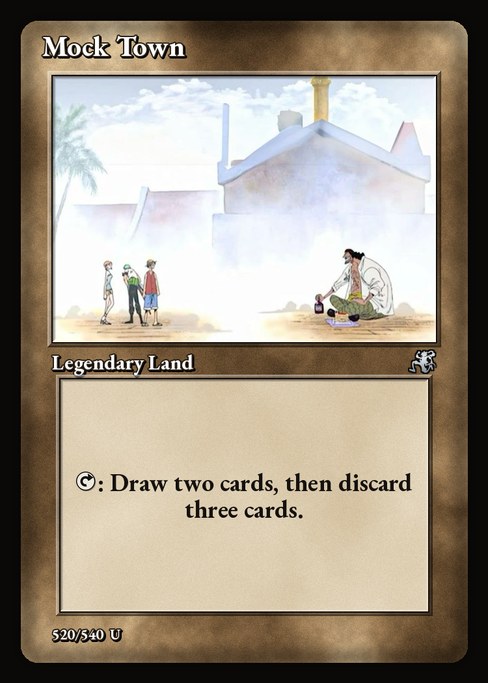 Mock Town
Legendary Land
: Draw two cards, then discard
three cards.
520/540 U